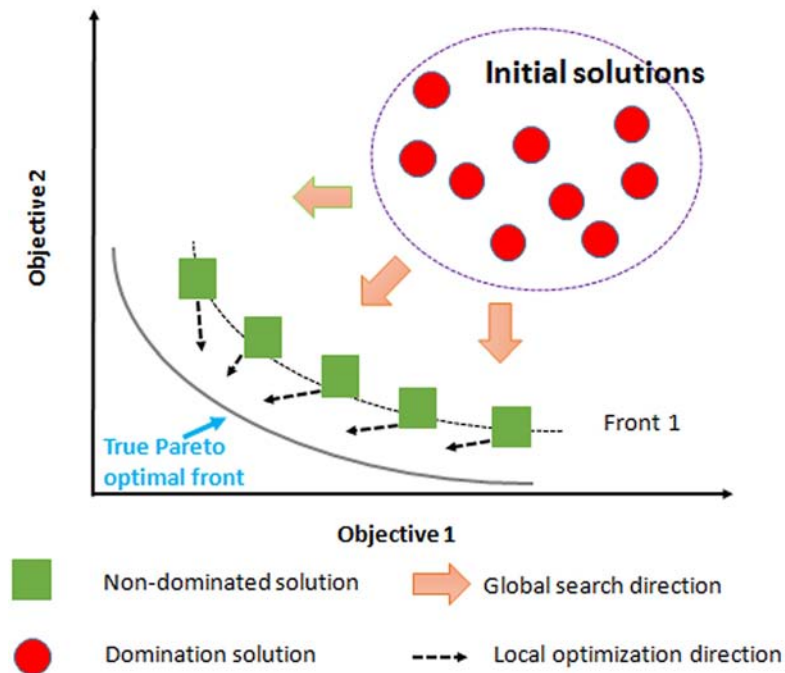 Initial solutions
Objective 2
Front 1
True Pareto
optimal front
Objective 1
Non-dominated solution
Global search direction
Domination solution
Local optimization direction